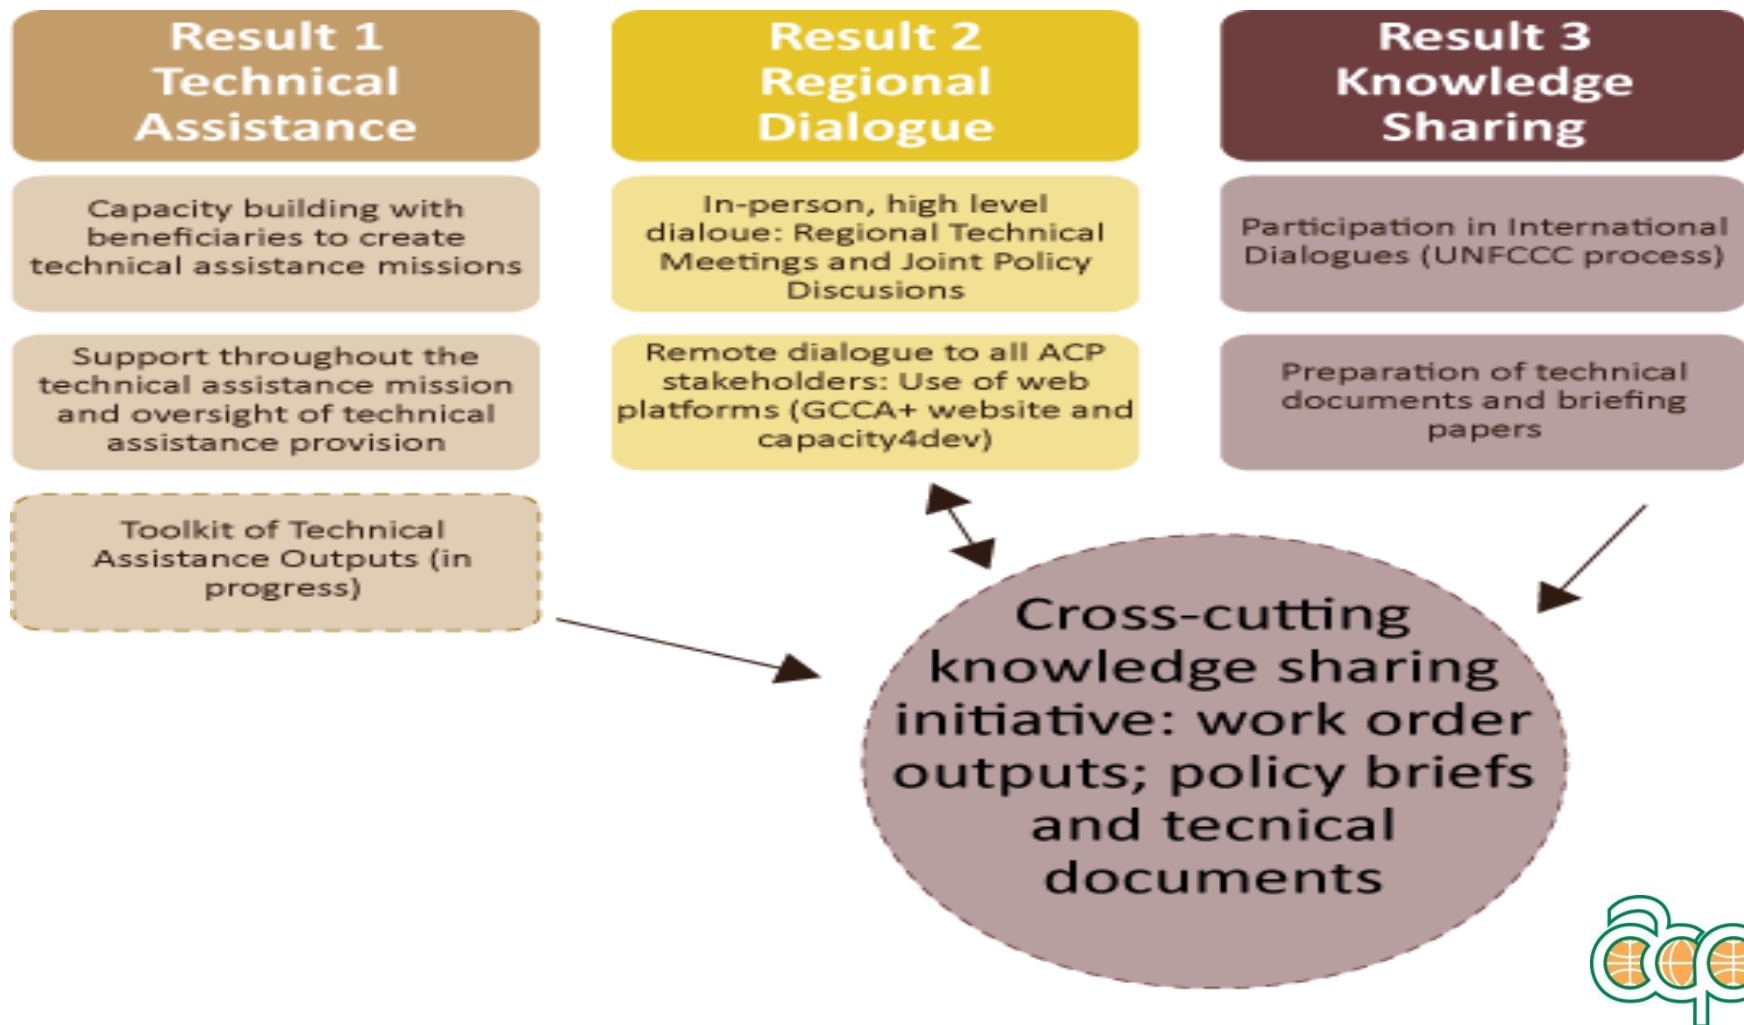 Result 1
Technical
Assistance
Capacity building with
beneficiaries to create
technical assistance missions
Support throughout the
technical assistance mission
and oversight of technical
assistance provision
Toolkit of Technical
Assistance Outputs (in
progress)
Result 2
Regional
Dialogue
In-person, high level
dialoue: Regional Technical
Meetings and Joint Policy
Discusions
Remote dialogue to all ACP
stakeholders: Use of web
platforms (GCCA+ website and
capacity4dev)
Result 3
Knowledge
Sharing
Participation in International
Dialogues (UNFCCC process)
Preparation of technical
documents and briefing
papers
Cross-cutting
knowledge sharing
initiative: work order
outputs; policy briefs
and tecnical
documents
acp